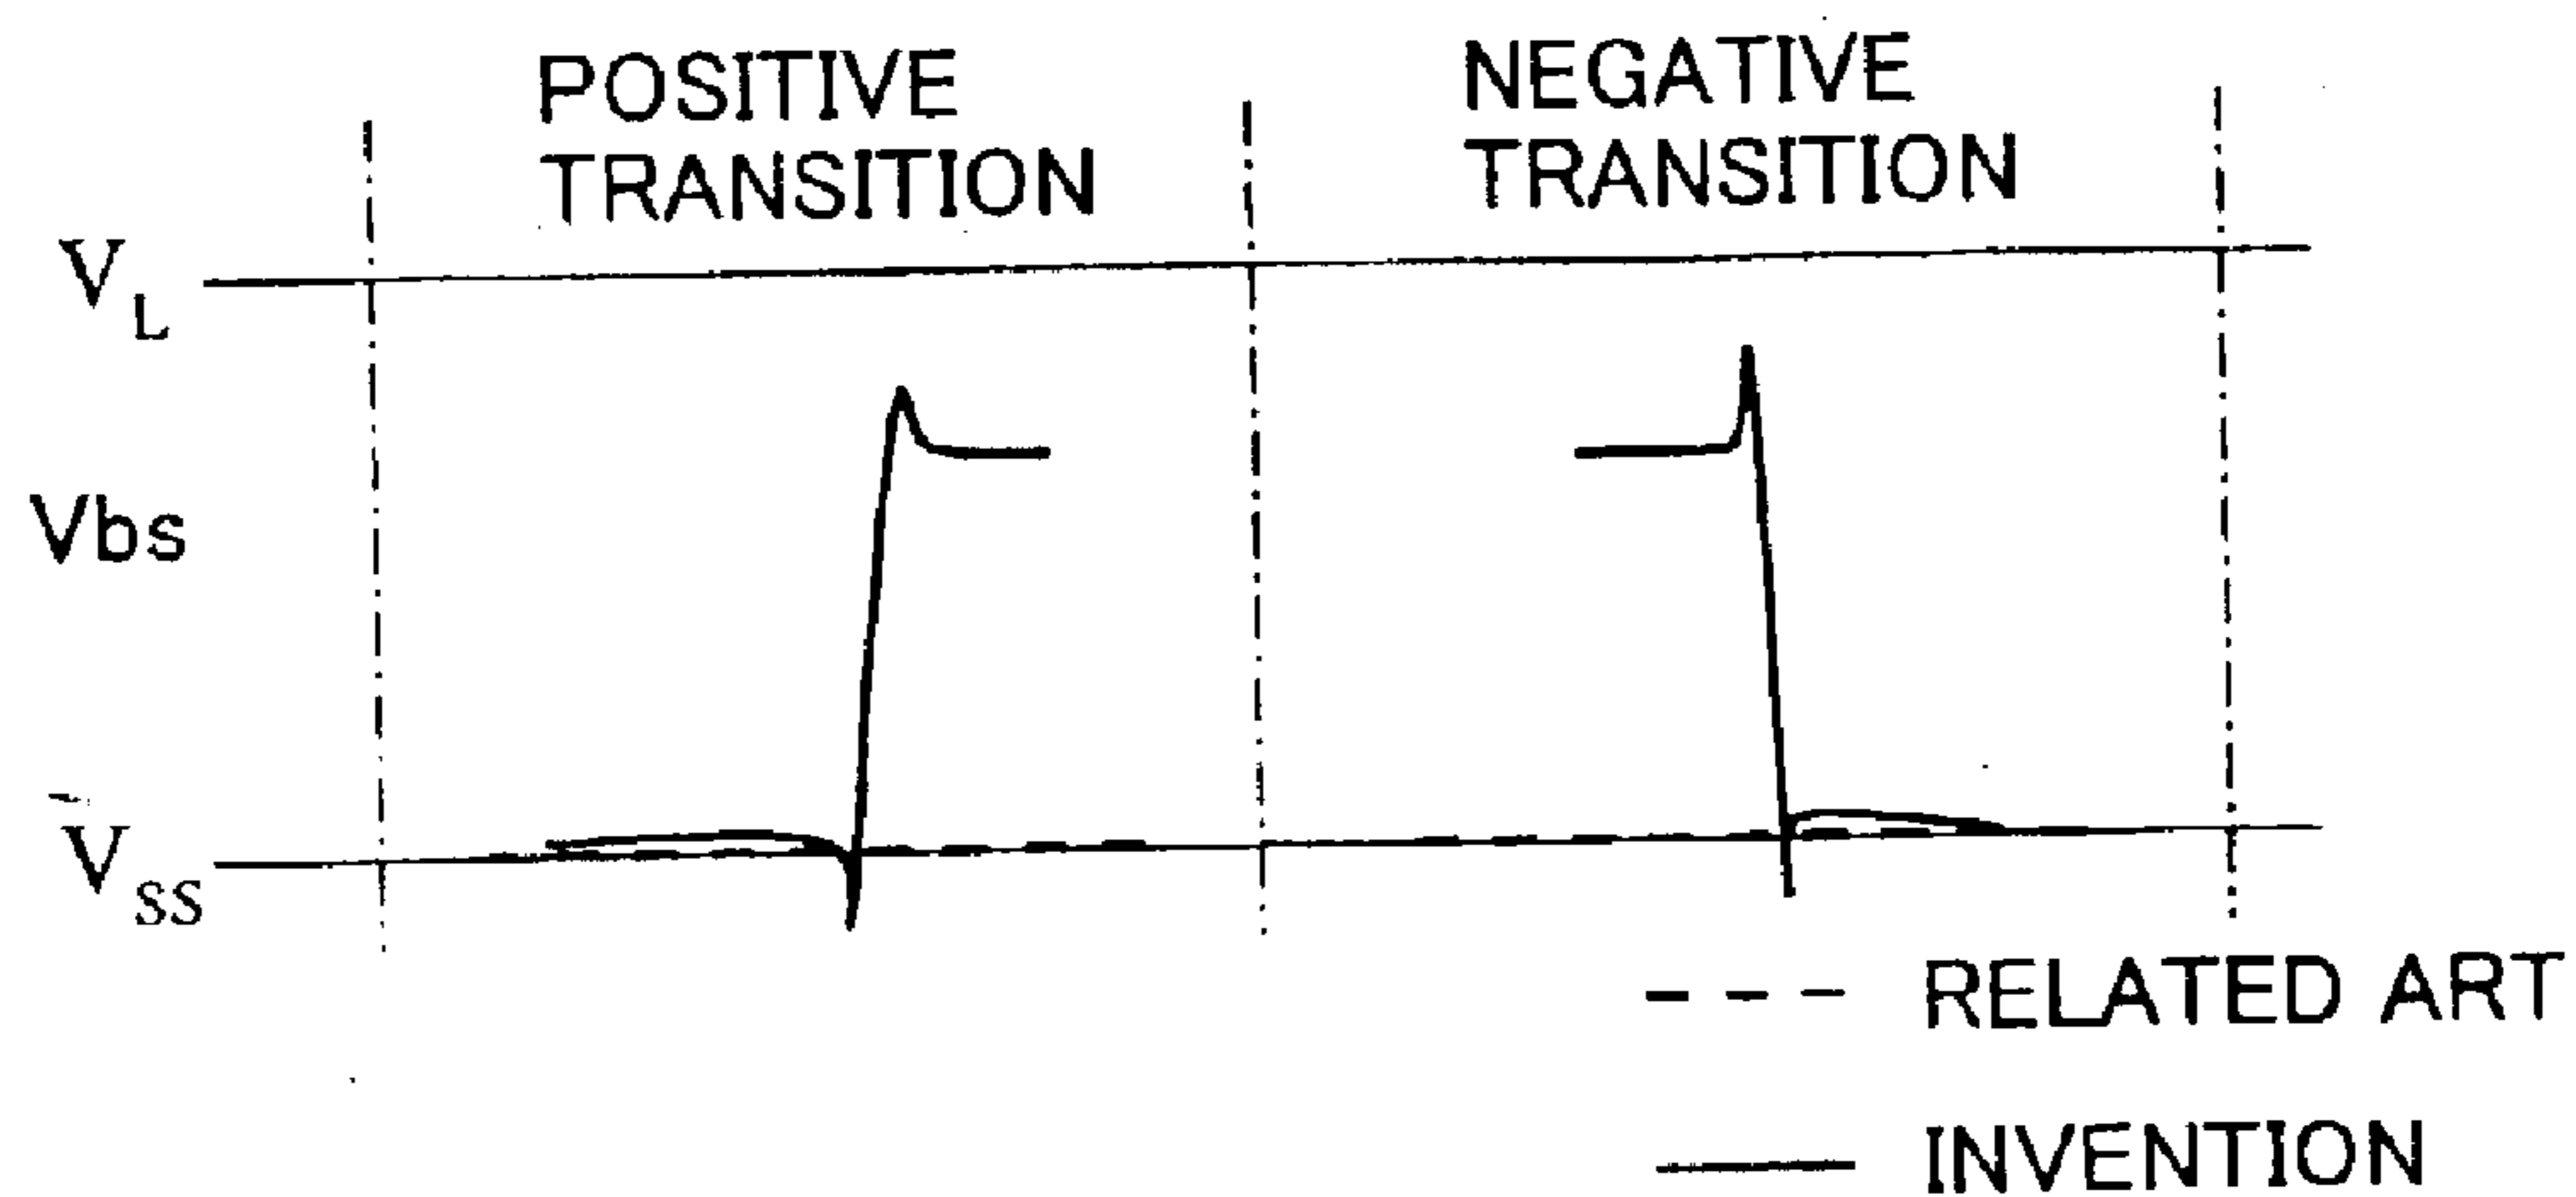 POSITIVE
TRANSITION
NEGATIVE
TRANSITION
V_L
Vbs
V_SS
RELATED ART
INVENTION